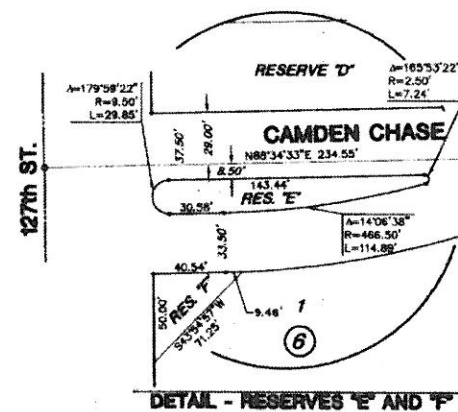 RESERVE "D"
Δ=165°53'22"
R=2.50'
L=7.24'
Δ=179°59'22"
R=9.50'
L=29.85'
37.50'
29.00'
CAMDEN CHASE
N88°34'33"E 234.55'
8.50'
143.44'
127th ST.
30.58'
RES. "E"
33.50'
Δ=14°06'38"
R=466.50'
L=114.89'
40.54'
50.00'
RES. "F"
S43°54'57"W
71.25'
9.46'
1
6
DETAIL - RESERVES "E" AND "F"